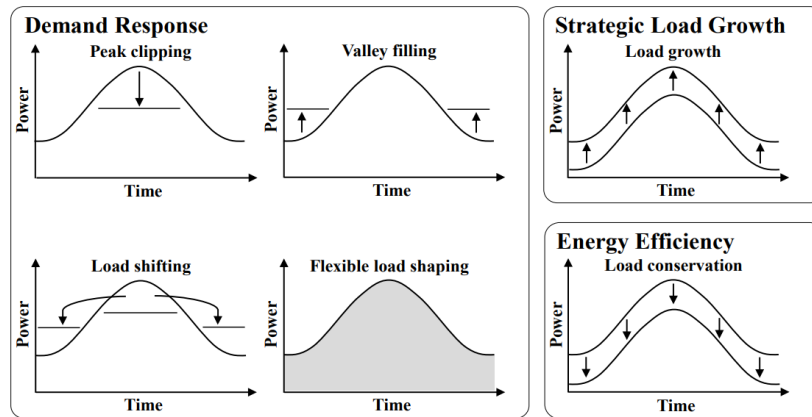 Demand Response
Peak clipping
Power
Time
Valley filling
Power
Time
Load shifting
Power
Time
Flexible load shaping
Power
Time
Strategic Load Growth
Load growth
Power
Time
Energy Efficiency
Load conservation
Power
Time